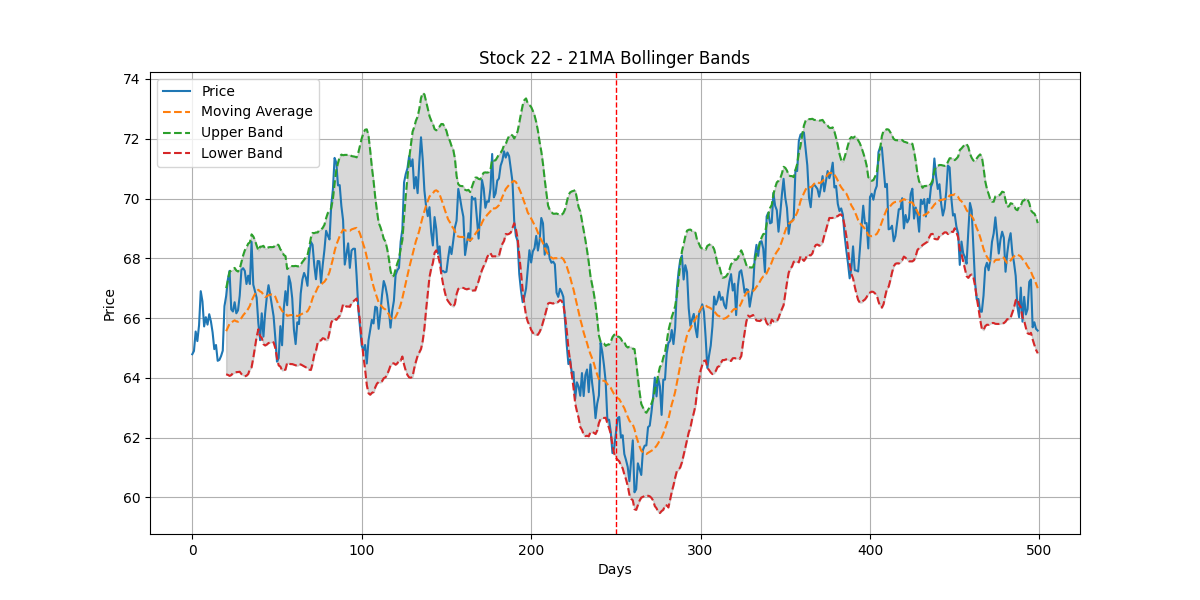 Stock 22 - 21MA Bollinger Bands
Price
Moving Average
Upper Band
Lower Band
74
72
70
68
66
64
62
60
Price
0 100 200 300 400 500
Days